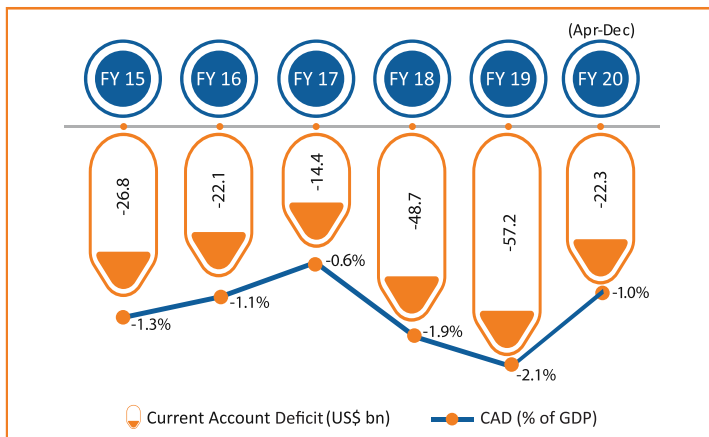 (Apr-Dec)
FY 15 FY 16 FY 17 FY 18 FY 19 FY 20
-26.8 -22.1 -14.4 -48.7 -57.2 -22.3
-1.3% -1.1% -0.6% -1.9% -2.1% -1.0%
Current Account Deficit (US$ bn) CAD (% of GDP)